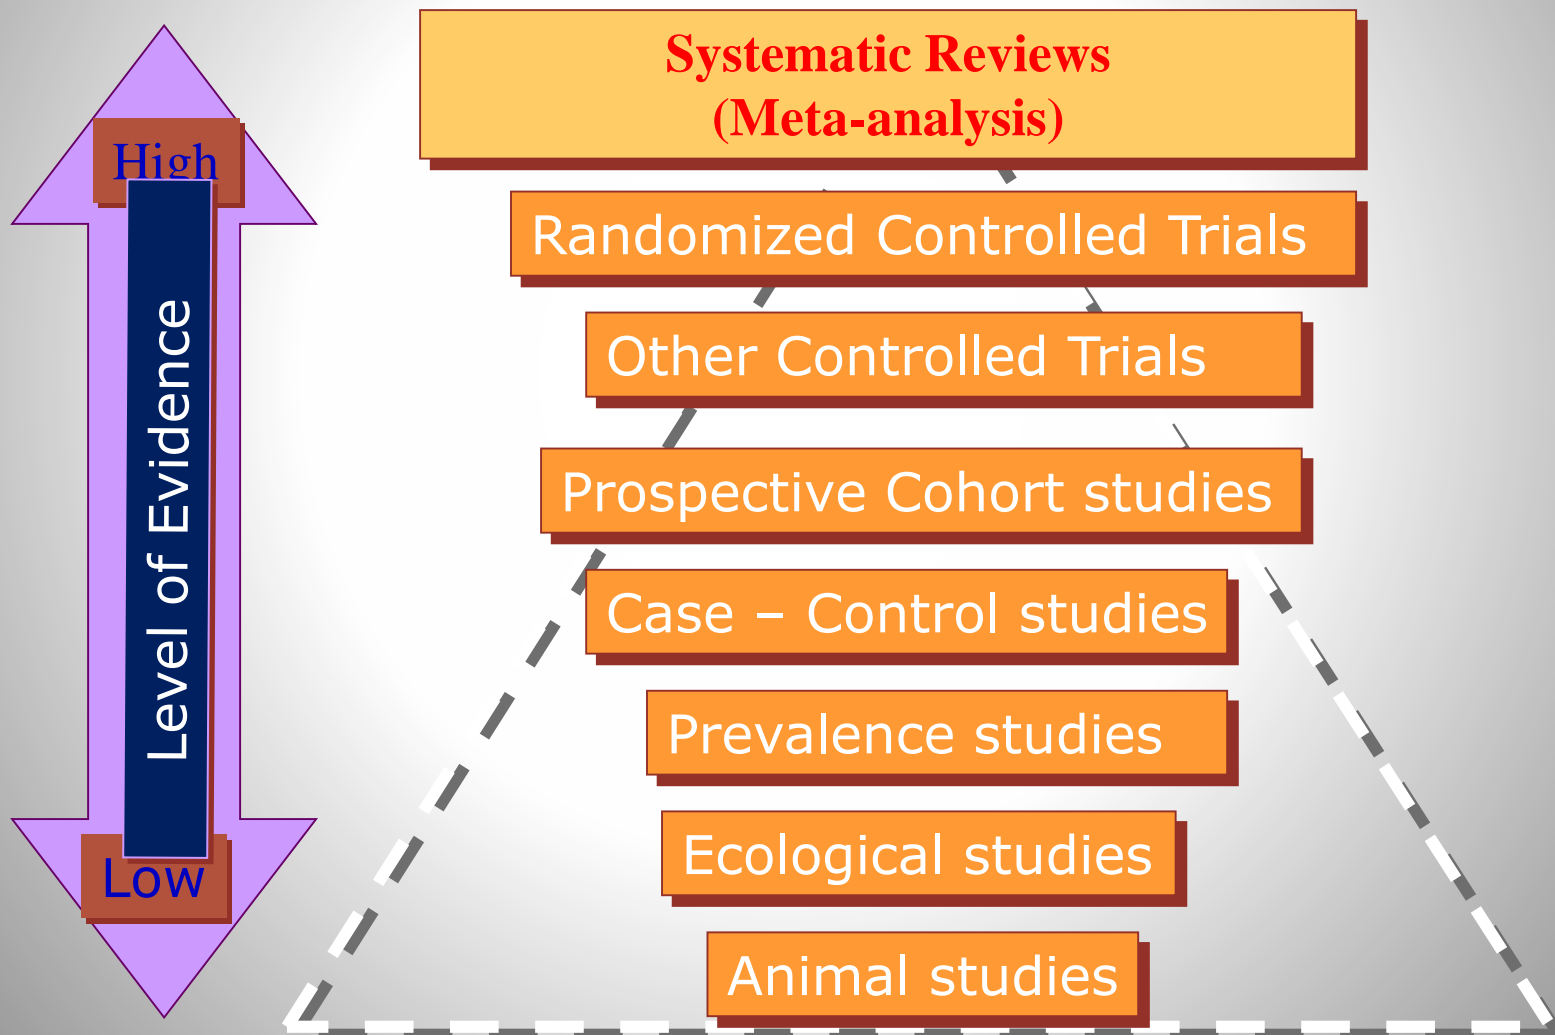 Systematic Reviews
(Meta-analysis)
High
Randomized Controlled Trials
Other Controlled Trials
Level of Evidence
Prospective Cohort studies
Case – Control studies
Prevalence studies
Ecological studies
Low
Animal studies